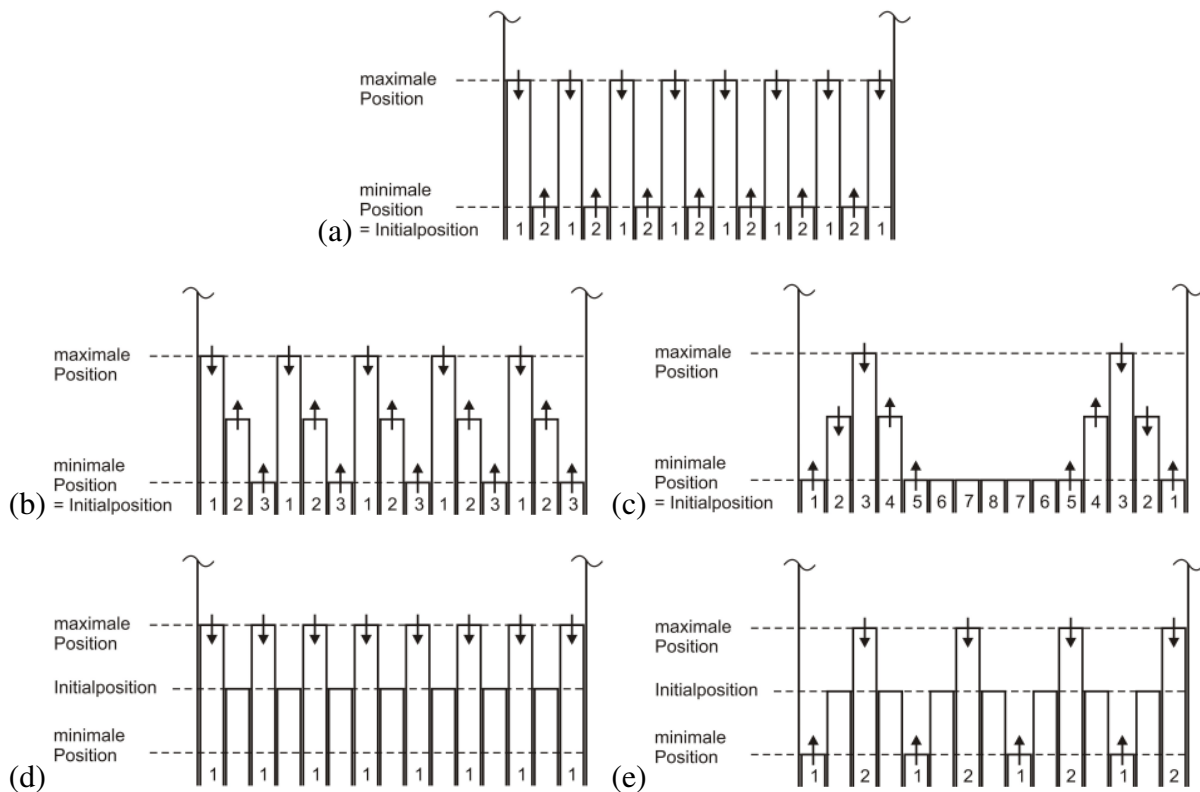 maximale
Position
minimale
Position
= Initialposition
1 2 1 2 1 2 1 2 1 2 1 2 1 2 1
(a)
maximale
Position
minimale
Position
= Initialposition
1 2 3 1 2 3 1 2 3 1 2 3 1 2 3
(b)
maximale
Position
minimale
Position
= Initialposition
1 2 3 4 5 6 7 8 7 6 5 4 3 2 1
(c)
maximale
Position
Initialposition
minimale
Position
1 1 1 1 1 1 1 1
(d)
maximale
Position
Initialposition
minimale
Position
1 2 1 2 1 2 1 2
(e)